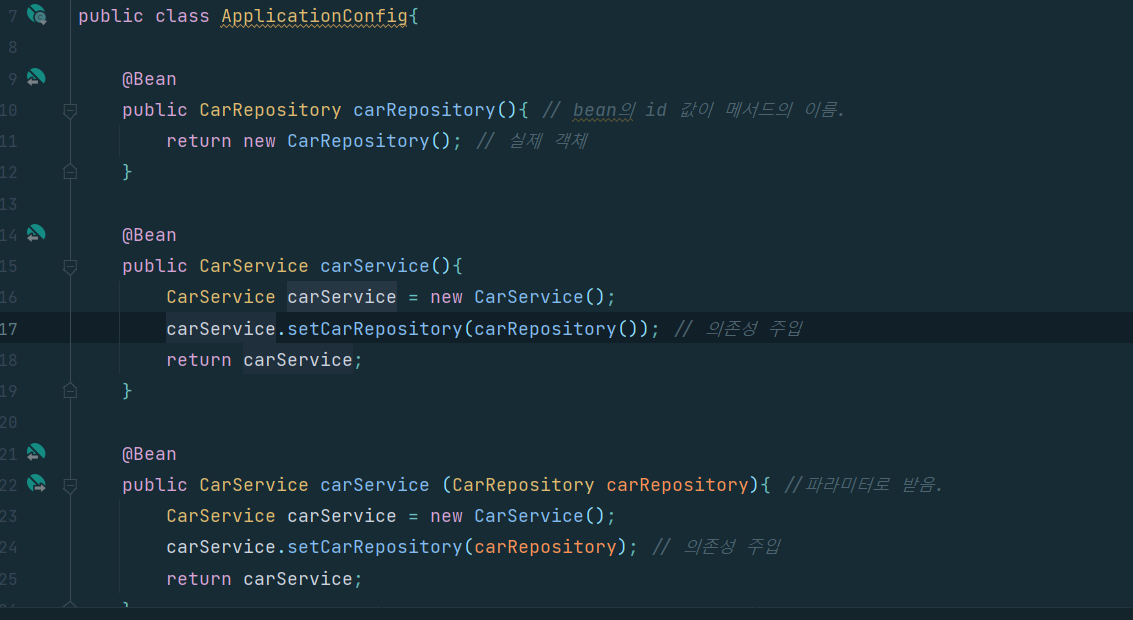 7 public class ApplicationConfig{
8
9 @Bean
10 public CarRepository carRepository(){ // bean의 id 값이 메서드의 이름.
11 return new CarRepository(); // 실제 객체
12 }
13
14 @Bean
15 public CarService carService(){
16 CarService carService = new CarService();
17 carService.setCarRepository(carRepository()); // 의존성 주입
18 return carService;
19 }
20
21 @Bean
22 public CarService carService (CarRepository carRepository){ //파라미터로 받음.
23 CarService carService = new CarService();
24 carService.setCarRepository(carRepository); // 의존성 주입
25 return carService;
}